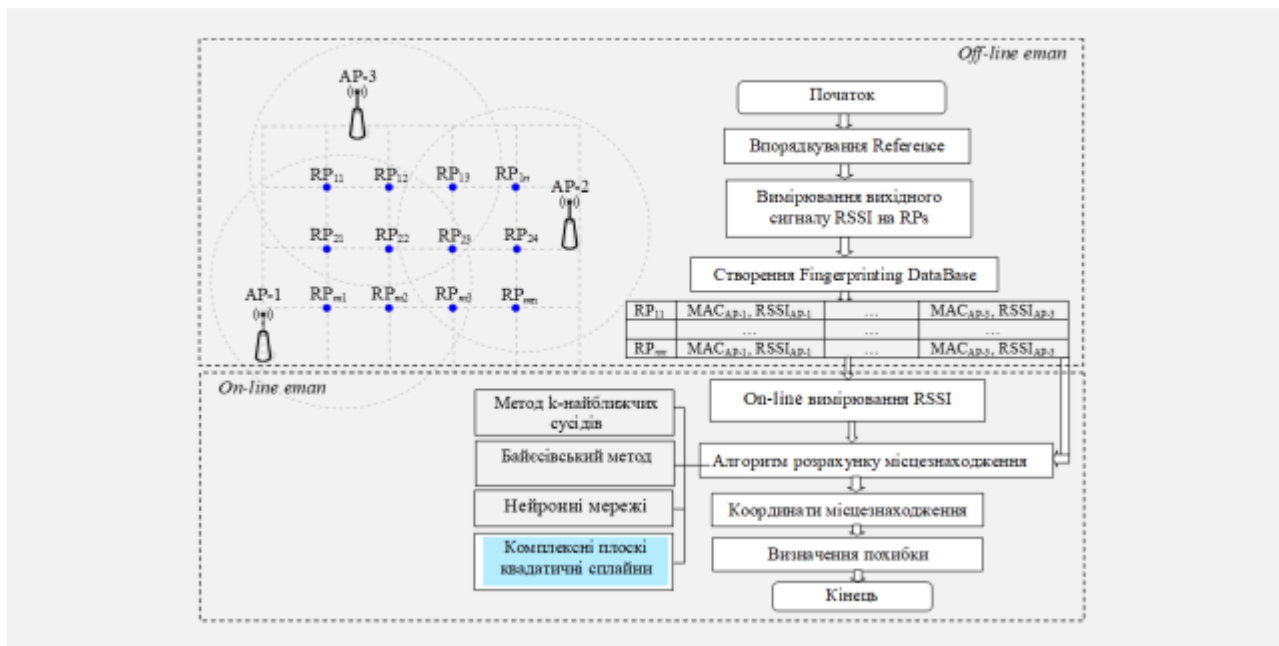 Off-line етап
AP-3
AP-2
AP-1
RP11 RP12 RP13 RP1n
RP21 RP22 RP23 RP24
RPm1 RPm2 RPm3 RPmn
Початок
Впорядкування Reference
Вимірювання вихідного
сигналу RSSI на RPs
Створення Fingerprinting DataBase
RP11 MACAP-1, RSSIAP-1 ... MACAP-3, RSSIAP-3
... ...
RPmn MACAP-1, RSSIAP-1 ... MACAP-3, RSSIAP-3
On-line етап
On-line вимірювання RSSI
Алгоритм розрахунку місцезнаходження
Координати місцезнаходження
Визначення похибки
Кінець
Метод k-найближчих
сусідів
Байєсівський метод
Нейронні мережі
Комплексні плоскі
квадатичні сплайни